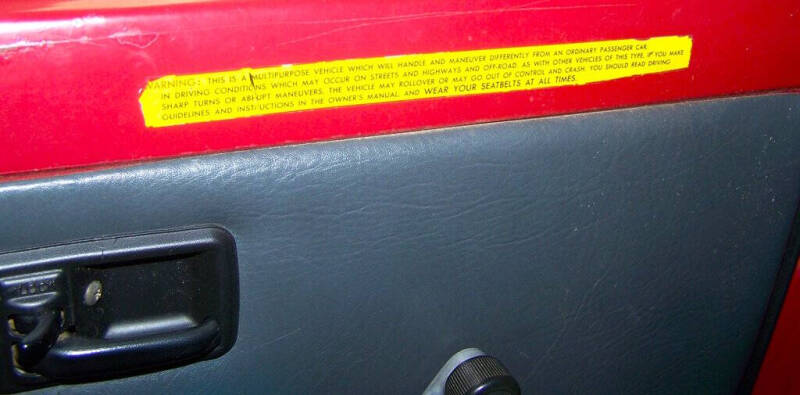 WARNING: THIS IS A MULTIPURPOSE VEHICLE WHICH WILL HANDLE AND MANEUVER DIFFERENTLY FROM AN ORDINARY PASSENGER CAR,
IN DRIVING CONDITIONS WHICH MAY OCCUR ON STREETS AND HIGHWAYS AND OFF-ROAD. AS WITH OTHER VEHICLES OF THIS TYPE, IF YOU MAKE
SHARP TURNS OR ABRUPT MANEUVERS, THE VEHICLE MAY ROLLOVER OR MAY GO OUT OF CONTROL AND CRASH. YOU SHOULD READ DRIVING
GUIDELINES AND INSTRUCTIONS IN THE OWNER'S MANUAL, AND WEAR YOUR SEATBELTS AT ALL TIMES.
LOCK